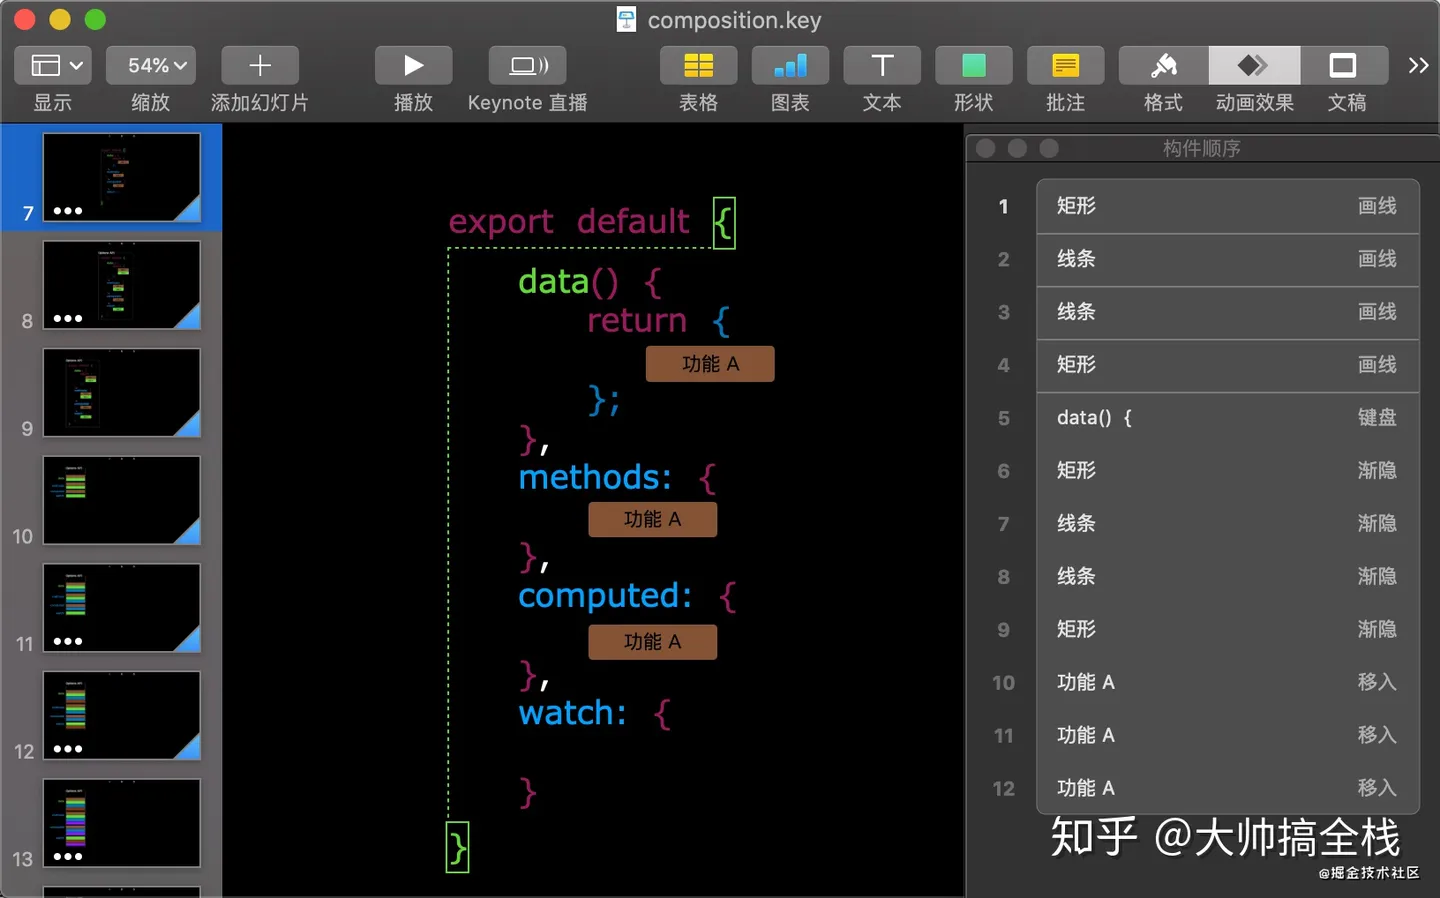 composition.key
54%
显示
缩放
添加幻灯片
播放
Keynote 直播
表格
图表
文本
形状
批注
格式
动画效果
文稿
7
8
9
10
11
12
13
export default {
data() {
return {
功能 A
};
},
methods: {
功能 A
},
computed: {
功能 A
},
watch: {
}
}
构件顺序
1 矩形 画线
2 线条 画线
3 线条 画线
4 矩形 画线
5 data() { 键盘
6 矩形 渐隐
7 线条 渐隐
8 线条 渐隐
9 矩形 渐隐
10 功能 A 移入
11 功能 A 移入
12 功能 A 移入
知乎 @大帅搞全栈
@掘金技术社区